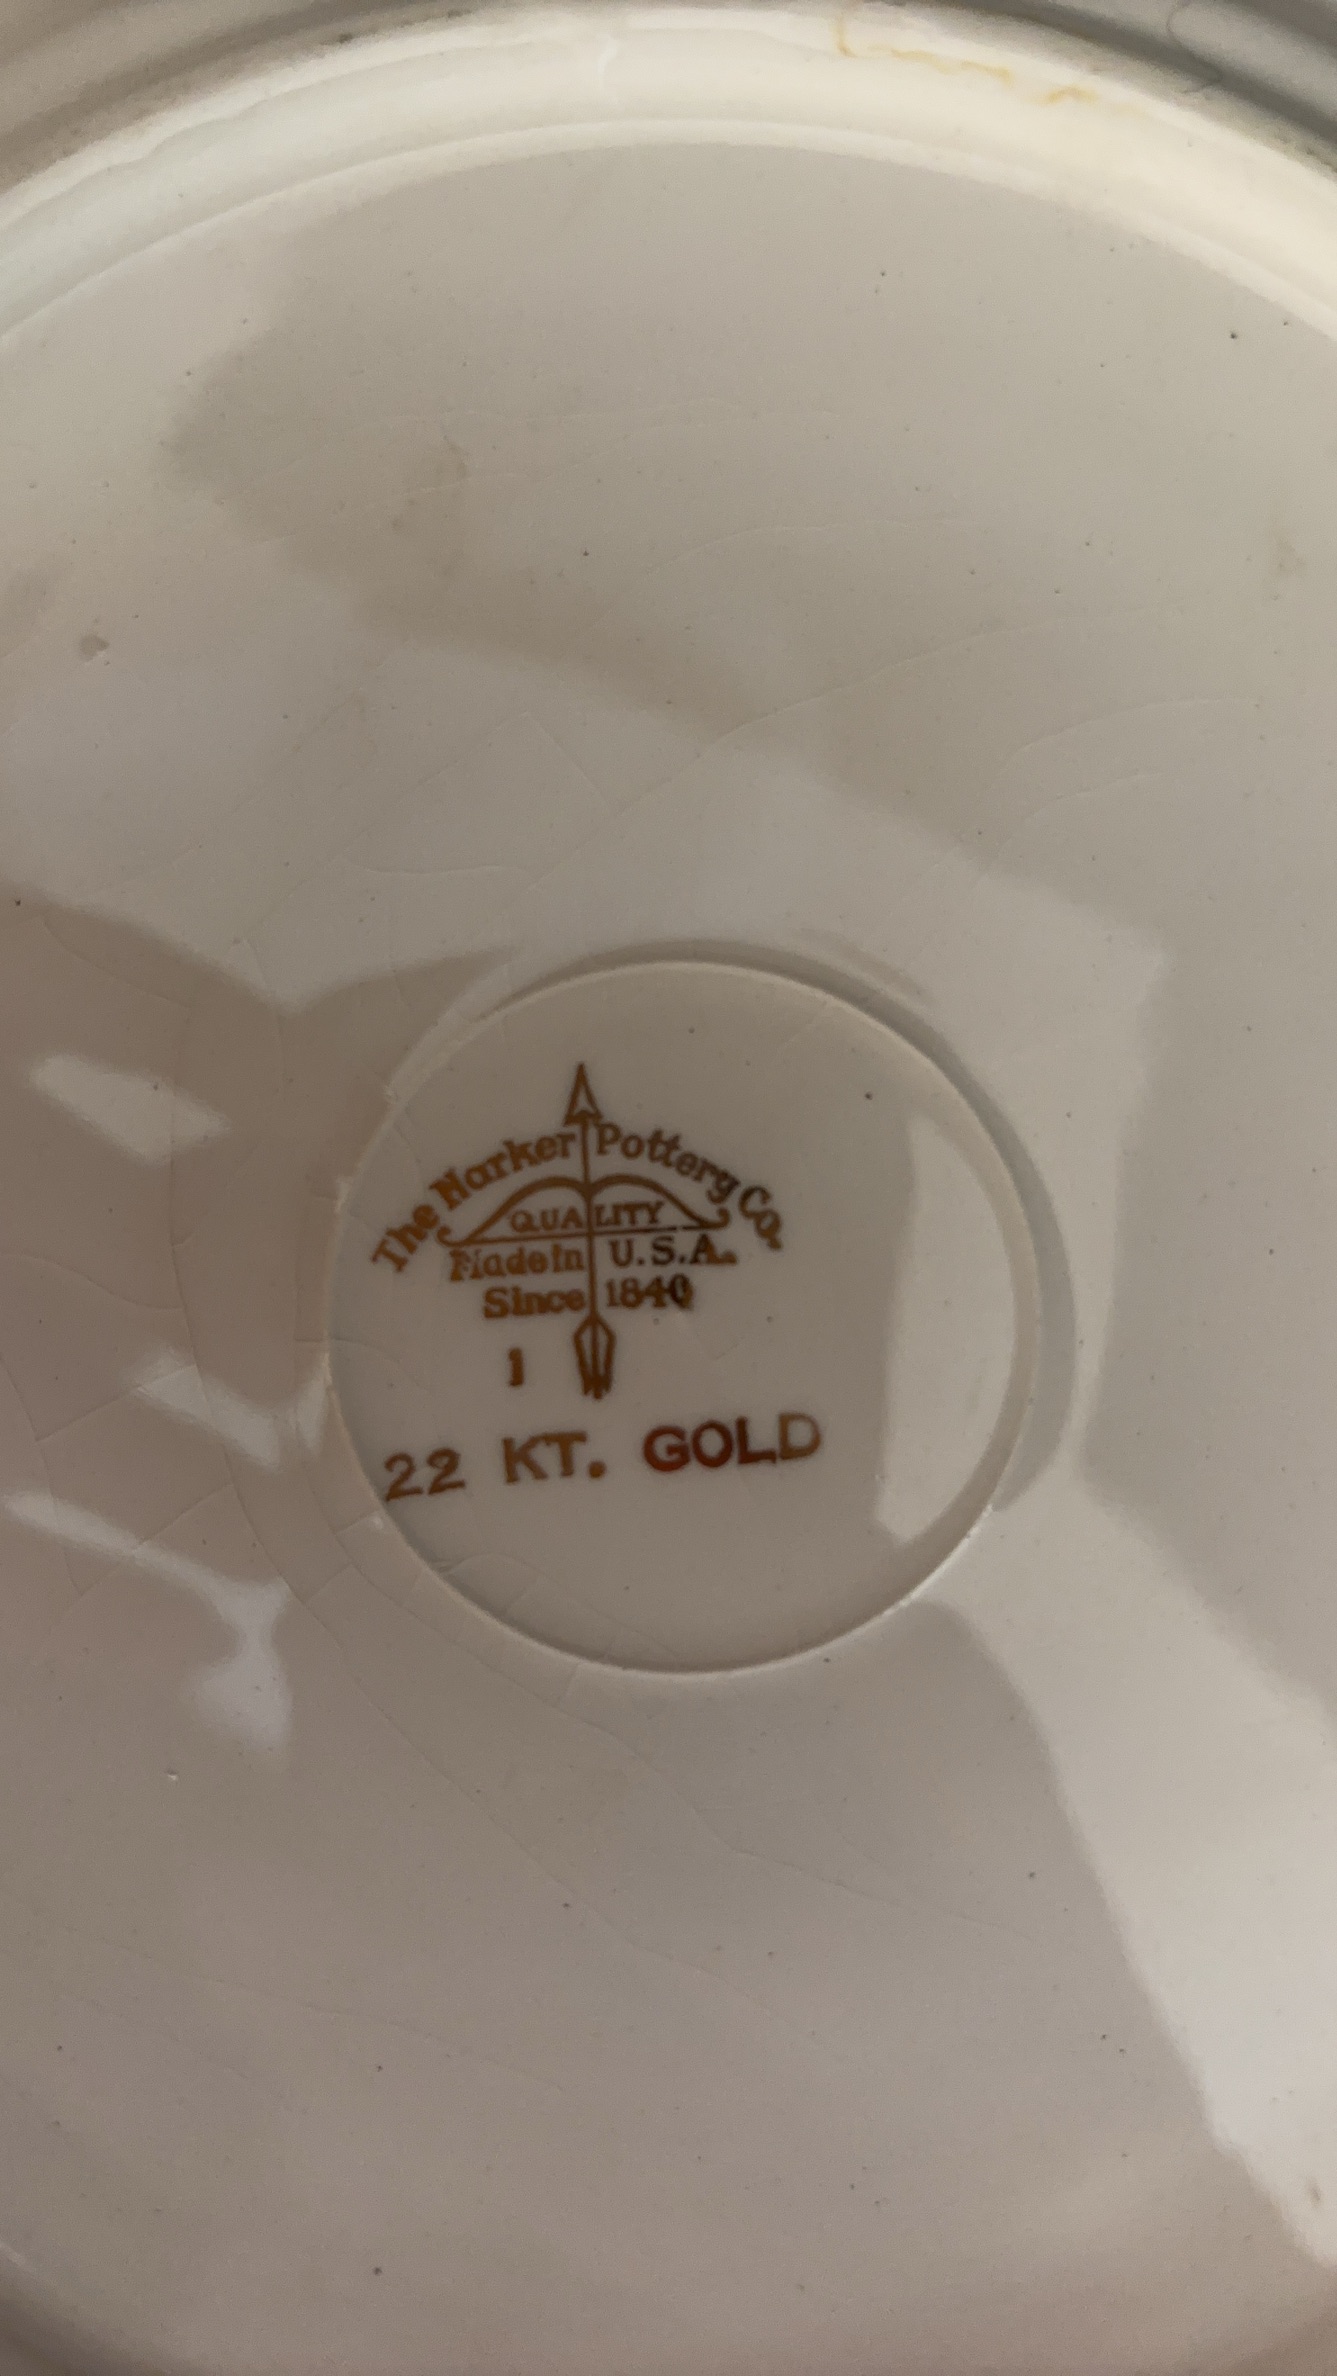 The Harker Pottery Co.
QUALITY
Made in U.S.A.
Since 1840
1
22 KT. GOLD